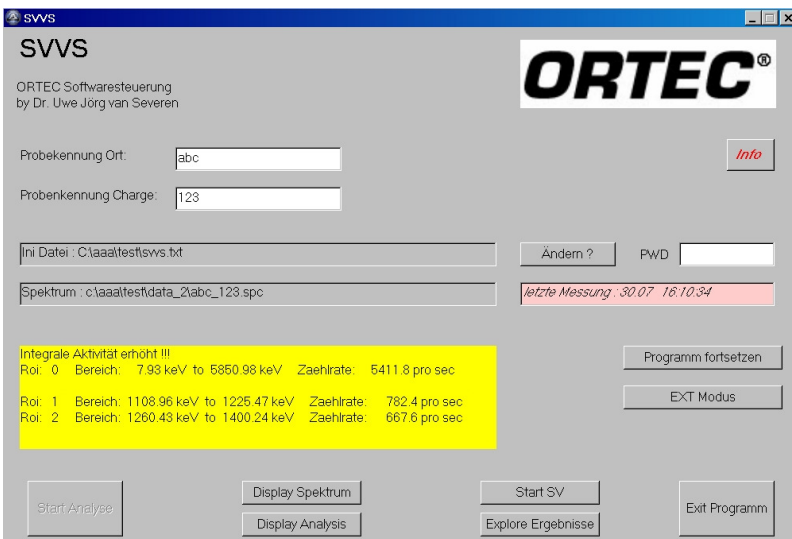 SVVS
SVVS
ORTEC®
ORTEC Softwaresteuerung
by Dr. Uwe Jörg van Severen
Probekennung Ort: abc
Info
Probenkennung Charge: 123
Ini Datei : C:\aaa\test\svvs.txt
Ändern ?
PWD
Spektrum : c:\aaa\test\data_2\abc_123.spc
letzte Messung : 30.07 16:10:34
Integrale Aktivität erhöht !!!
Roi: 0 Bereich: 7.93 keV to 5850.98 keV Zaehlrate: 5411.8 pro sec
Roi: 1 Bereich: 1108.96 keV to 1225.47 keV Zaehlrate: 782.4 pro sec
Roi: 2 Bereich: 1260.43 keV to 1400.24 keV Zaehlrate: 667.6 pro sec
Programm fortsetzen
EXT Modus
Start Analyse
Display Spektrum
Display Analysis
Start SV
Explore Ergebnisse
Exit Programm